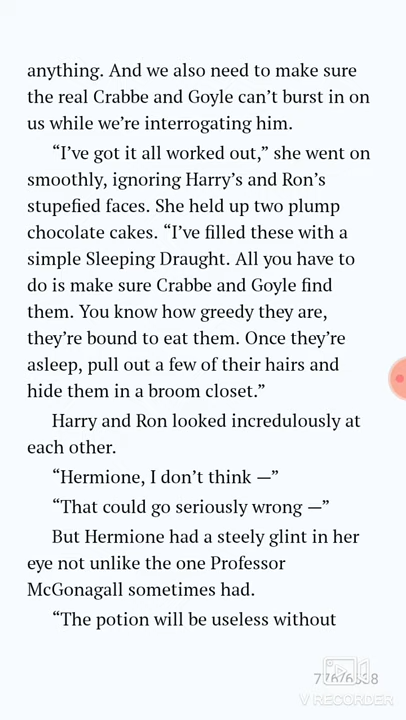 anything. And we also need to make sure
the real Crabbe and Goyle can’t burst in on
us while we’re interrogating him.
“I’ve got it all worked out,” she went on
smoothly, ignoring Harry’s and Ron’s
stupefied faces. She held up two plump
chocolate cakes. “I’ve filled these with a
simple Sleeping Draught. All you have to
do is make sure Crabbe and Goyle find
them. You know how greedy they are,
they’re bound to eat them. Once they’re
asleep, pull out a few of their hairs and
hide them in a broom closet.”
Harry and Ron looked incredulously at
each other.
“Hermione, I don’t think —”
“That could go seriously wrong —”
But Hermione had a steely glint in her
eye not unlike the one Professor
McGonagall sometimes had.
“The potion will be useless without
V RECORDER